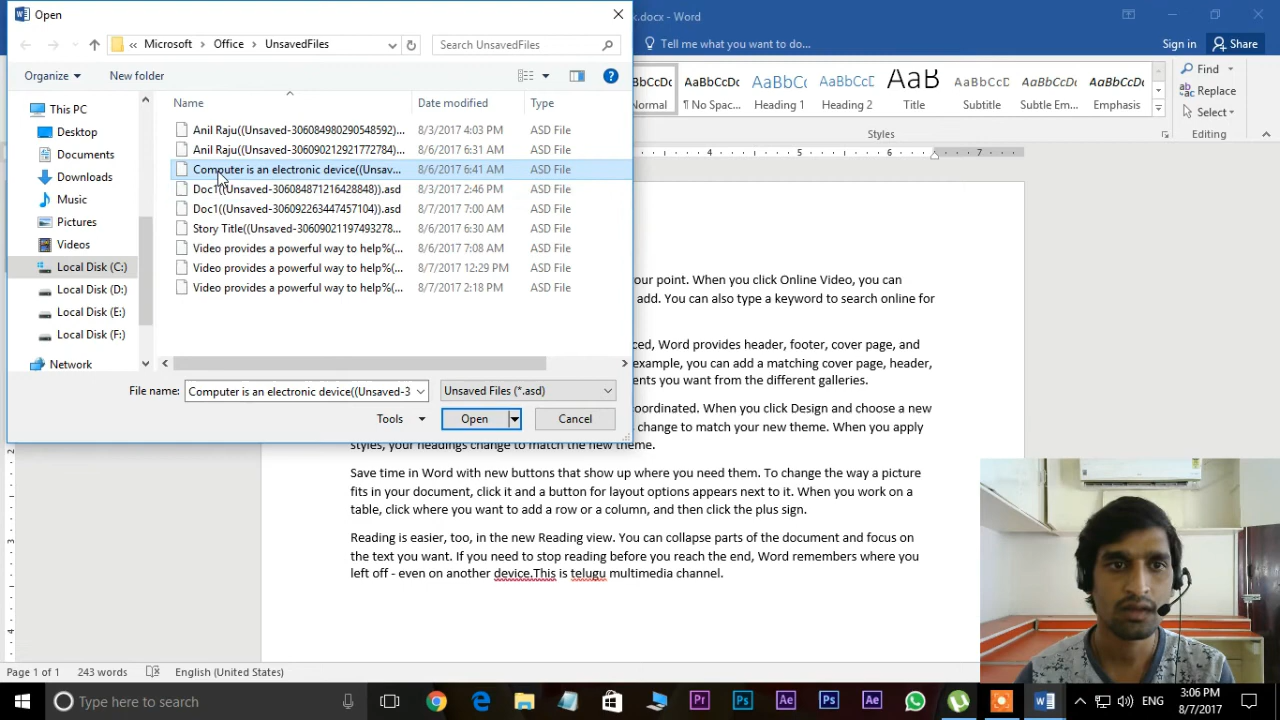 Open
k.docx - Word
« Microsoft > Office > UnsavedFiles
Search UnsavedFiles
Tell me what you want to do...
Sign in
Share
Organize
New folder
AaBbCcDc
AaBbCcDc
AaBbCc
AaBbCcD
AaB
AaBbCcD
AaBbCcDc
AaBbCcDc
Normal
¶ No Spac...
Heading 1
Heading 2
Title
Subtitle
Subtle Em...
Emphasis
Find
Replace
Select
Styles
Editing
Name
Date modified
Type
This PC
Desktop
Documents
Downloads
Music
Pictures
Videos
Local Disk (C:)
Local Disk (D:)
Local Disk (E:)
Local Disk (F:)
Network
Anil Raju((Unsaved-306084980290548592)... 8/3/2017 4:03 PM ASD File
Anil Raju((Unsaved-306090212921772784)... 8/6/2017 6:31 AM ASD File
Computer is an electronic device((Unsav... 8/6/2017 6:41 AM ASD File
Doc1((Unsaved-306084871216428848)).asd 8/3/2017 2:46 PM ASD File
Doc1((Unsaved-306092263447457104)).asd 8/7/2017 7:00 AM ASD File
Story Title((Unsaved-30609021197493278... 8/6/2017 6:30 AM ASD File
Video provides a powerful way to help%(... 8/6/2017 7:08 AM ASD File
Video provides a powerful way to help%(... 8/7/2017 12:29 PM ASD File
Video provides a powerful way to help%(... 8/7/2017 2:18 PM ASD File
File name: Computer is an electronic device((Unsaved-3
Unsaved Files (*.asd)
Tools
Open
Cancel
4 5 6 7
our point. When you click Online Video, you can
add. You can also type a keyword to search online for
ced, Word provides header, footer, cover page, and
example, you can add a matching cover page, header,
ents you want from the different galleries.
oordinated. When you click Design and choose a new
change to match your new theme. When you apply
styles, your headings change to match the new theme.
Save time in Word with new buttons that show up where you need them. To change the way a picture
fits in your document, click it and a button for layout options appears next to it. When you work on a
table, click where you want to add a row or a column, and then click the plus sign.
Reading is easier, too, in the new Reading view. You can collapse parts of the document and focus on
the text you want. If you need to stop reading before you reach the end, Word remembers where you
left off - even on another device.This is telugu multimedia channel.
2
3
4
Page 1 of 1
243 words
English (United States)
Type here to search
Pr
Ps
Ae
Ps
Ae
ENG
3:06 PM
8/7/2017